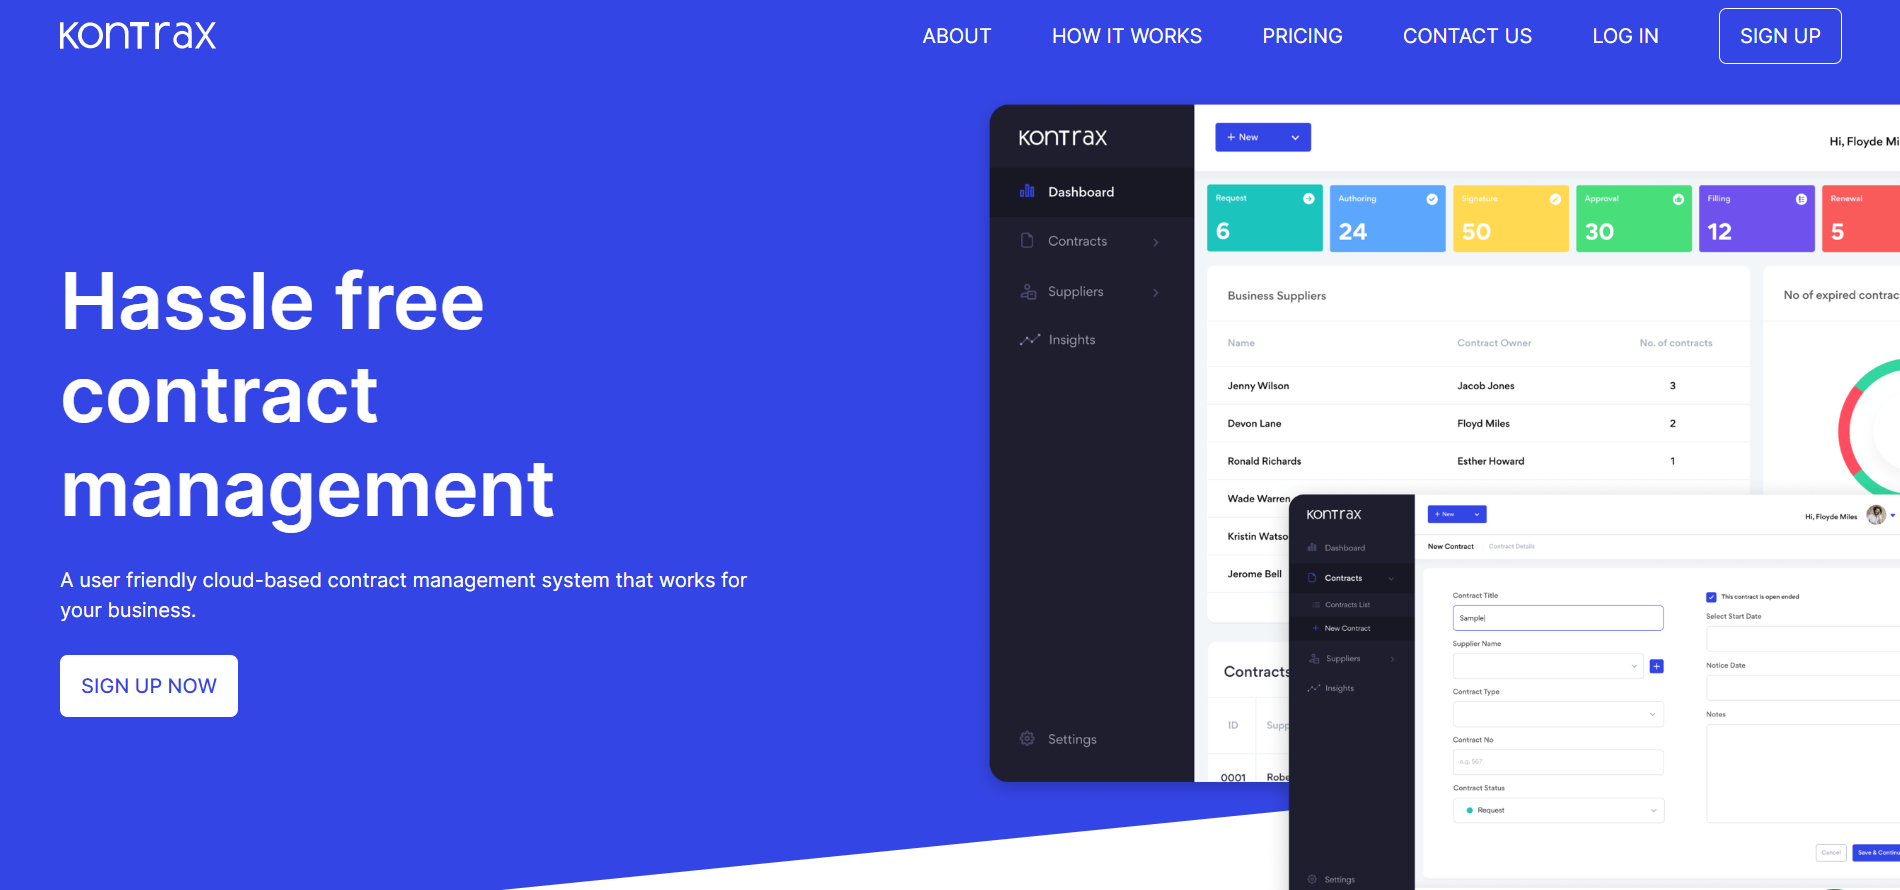 Kontrax
ABOUT
HOW IT WORKS
PRICING
CONTACT US
LOG IN
SIGN UP
Hassle free
contract
management
A user friendly cloud-based contract management system that works for
your business.
SIGN UP NOW
Kontrax
Dashboard
Contracts
Suppliers
Insights
Settings
+ New
Hi, Floyde Mi
Request
6
Authoring
24
Signature
50
Approval
30
Filling
12
Renewal
5
Business Suppliers
Name Contract Owner No. of contracts
Jenny Wilson Jacob Jones 3
Devon Lane Floyd Miles 2
Ronald Richards Esther Howard 1
Wade Warren
Kristin Watso
Jerome Bell
No of expired contrac
Contracts
ID Supp
0001 Robe
Kontrax
Dashboard
Contracts
Contracts List
+ New Contract
Suppliers
Insights
Settings
+ New
Hi, Floyde Miles
New Contract Contract Details
Contract Title
Sample
Supplier Name
+
Contract Type
Contract No
e.g. 567
Contract Status
Request
This contract is open ended
Select Start Date
Notice Date
Notes
Cancel
Save & Continu